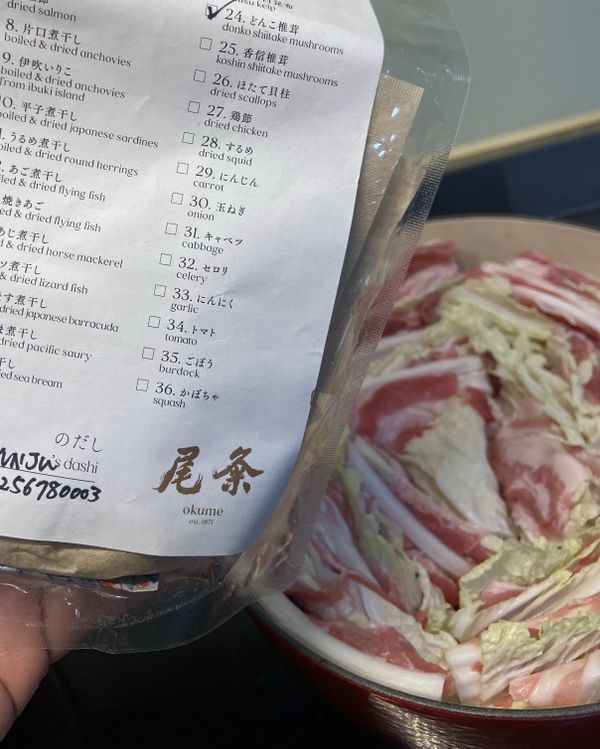 節
dried salmon
8. 片口煮干し
boiled & dried anchovies
9. 伊吹いりこ
boiled & dried anchovies
from ibuki island
0. 平子煮干し
boiled & dried japanese sardines
うるめ煮干し
boiled & dried round herrings
あご煮干し
iled & dried flying fish
焼きあご
& dried flying fish
あじ煮干し
& dried horse mackerel
煮干し
& dried lizard fish
す煮干し
dried japanese barracuda
煮干し
dried pacific saury
干し
ed sea bream
のだし
's dashi
256780003
24. どんこ椎茸
donko shiitake mushrooms
25. 香信椎茸
koshin shiitake mushrooms
26. ほたて貝柱
dried scallops
27. 鶏節
dried chicken
28. するめ
dried squid
29. にんじん
carrot
30. 玉ねぎ
onion
31. キャベツ
cabbage
32. セロリ
celery
33. にんにく
garlic
34. トマト
tomato
35. ごぼう
burdock
36. かぼちゃ
squash
尾粂
okume
est. 1871